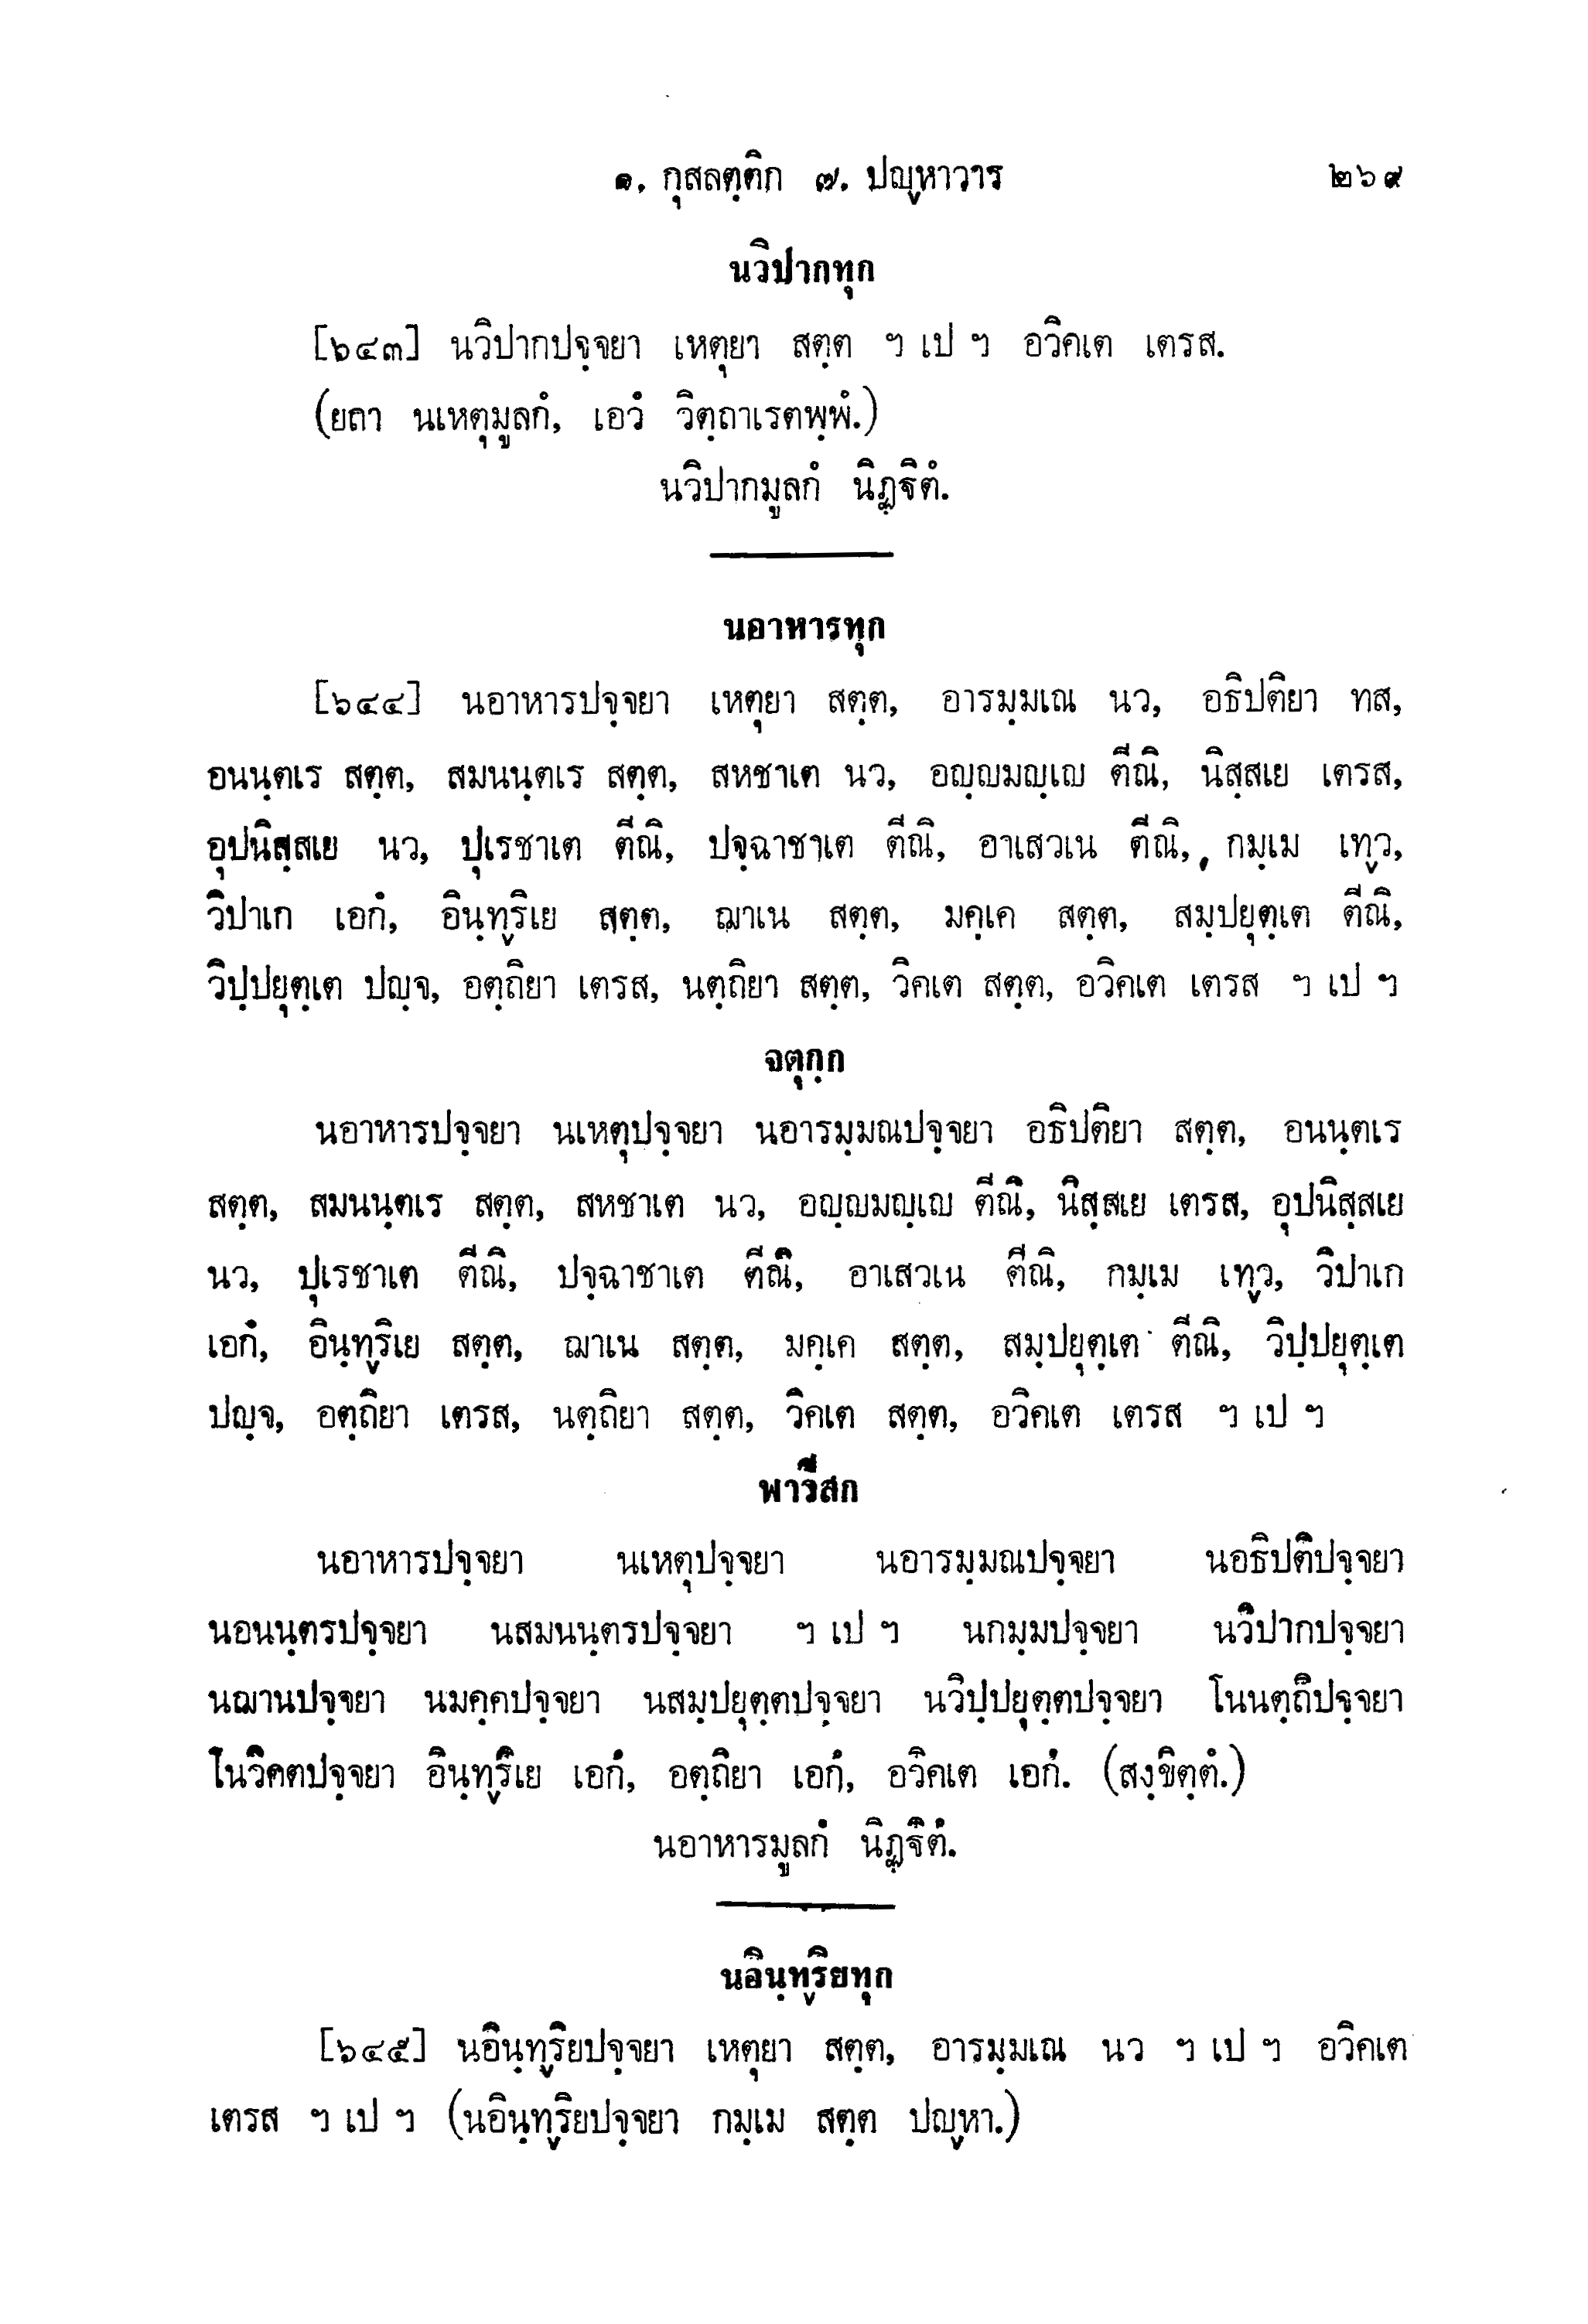 ๑. กุสลตฺติก ๗. ปญฺหาวาร ๒๖๙
นวิปากทุก
[๖๔๓] นวิปากปจฺจยา เหตุยา สตฺต ฯ เป ฯ อวิคเต เตรส.
(ยถา นเหตุมูลกํ, เอวํ วิตฺถาเรตพฺพํ.)
นวิปากมูลกํ นิฏฺฐิตํ.
นอาหารทุก
[๖๔๔] นอาหารปจฺจยา เหตุยา สตฺต, อารมฺมเณ นว, อธิปติยา ทส,
อนนฺตเร สตฺต, สมนนฺตเร สตฺต, สหชาเต นว, อญฺญมญฺเญ ตีณิ, นิสฺสเย เตรส,
อุปนิสฺสเย นว, ปุเรชาเต ตีณิ, ปจฺฉาชาเต ตีณิ, อาเสวเน ตีณิ, กมฺเม เทฺว,
วิปาเก เอกํ, อินฺทฺริเย สตฺต, ฌาเน สตฺต, มคฺเค สตฺต, สมฺปยุตฺเต ตีณิ,
วิปฺปยุตฺเต ปญฺจ, อตฺถิยา เตรส, นตฺถิยา สตฺต, วิคเต สตฺต, อวิคเต เตรส ฯ เป ฯ
จตุกฺก
นอาหารปจฺจยา นเหตุปจฺจยา นอารมฺมณปจฺจยา อธิปติยา สตฺต, อนนฺตเร
สตฺต, สมนนฺตเร สตฺต, สหชาเต นว, อญฺญมญฺเญ ตีณิ, นิสฺสเย เตรส, อุปนิสฺสเย
นว, ปุเรชาเต ตีณิ, ปจฺฉาชาเต ตีณิ, อาเสวเน ตีณิ, กมฺเม เทฺว, วิปาเก
เอกํ, อินฺทฺริเย สตฺต, ฌาเน สตฺต, มคฺเค สตฺต, สมฺปยุตฺเต ตีณิ, วิปฺปยุตฺเต
ปญฺจ, อตฺถิยา เตรส, นตฺถิยา สตฺต, วิคเต สตฺต, อวิคเต เตรส ฯ เป ฯ
พาวีสก
นอาหารปจฺจยา นเหตุปจฺจยา นอารมฺมณปจฺจยา นอธิปติปจฺจยา
นอนนฺตรปจฺจยา นสมนนฺตรปจฺจยา ฯ เป ฯ นกมฺมปจฺจยา นวิปากปจฺจยา
นฌานปจฺจยา นมคฺคปจฺจยา นสมฺปยุตฺตปจฺจยา นวิปฺปยุตฺตปจฺจยา โนนตฺถิปจฺจยา
โนวิคตปจฺจยา อินฺทฺริเย เอกํ, อตฺถิยา เอกํ, อวิคเต เอกํ. (สงฺขิตฺตํ.)
นอาหารมูลกํ นิฏฺฐิตํ.
นอินฺทฺริยทุก
[๖๔๕] นอินฺทฺริยปจฺจยา เหตุยา สตฺต, อารมฺมเณ นว ฯ เป ฯ อวิคเต
เตรส ฯ เป ฯ (นอินฺทฺริยปจฺจยา กมฺเม สตฺต ปญฺหา.)